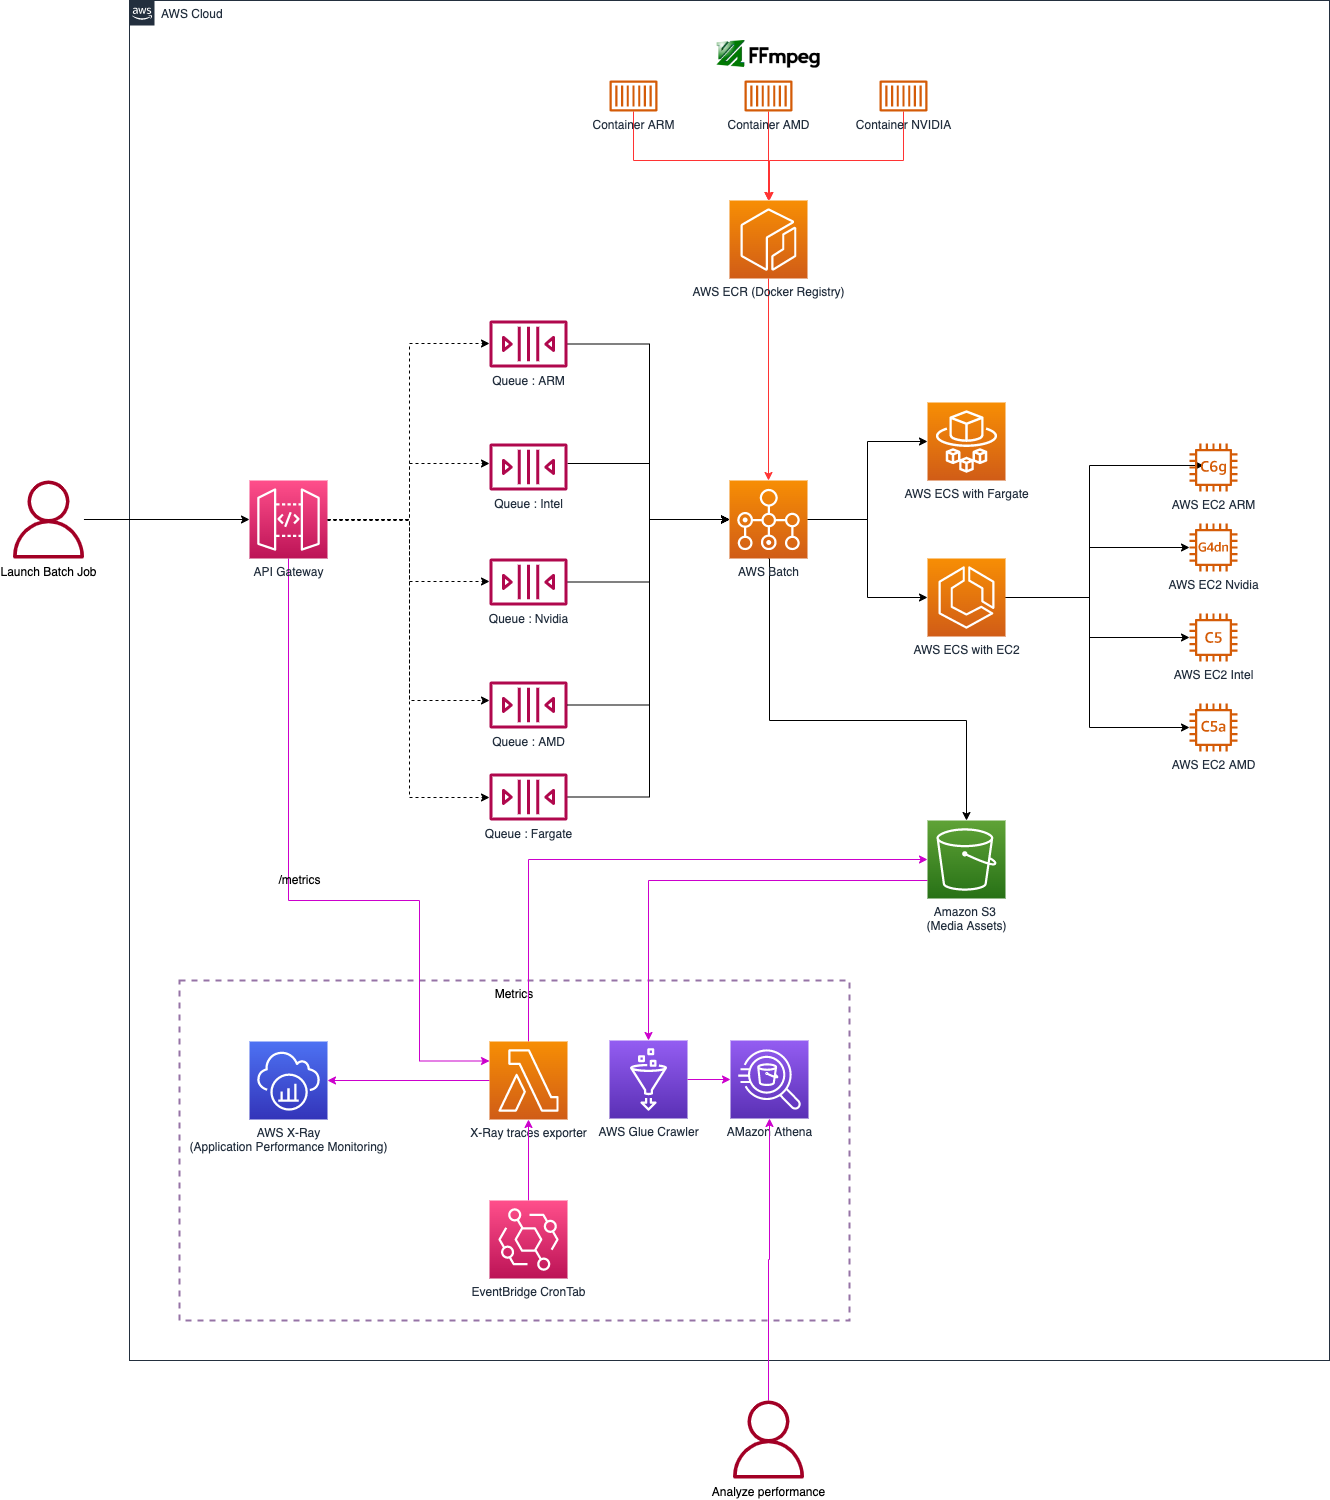 aws
AWS Cloud
FFmpeg
Container ARM
Container AMD
Container NVIDIA
AWS ECR (Docker Registry)
Queue : ARM
Queue : Intel
Queue : Nvidia
Queue : AMD
Queue : Fargate
Launch Batch Job
</>
API Gateway
AWS Batch
AWS ECS with Fargate
AWS ECS with EC2
C6g
AWS EC2 ARM
G4dn
AWS EC2 Nvidia
C5
AWS EC2 Intel
C5a
AWS EC2 AMD
/metrics
Amazon S3
(Media Assets)
Metrics
AWS X-Ray
(Application Performance Monitoring)
X-Ray traces exporter
AWS Glue Crawler
AMazon Athena
EventBridge CronTab
Analyze performance